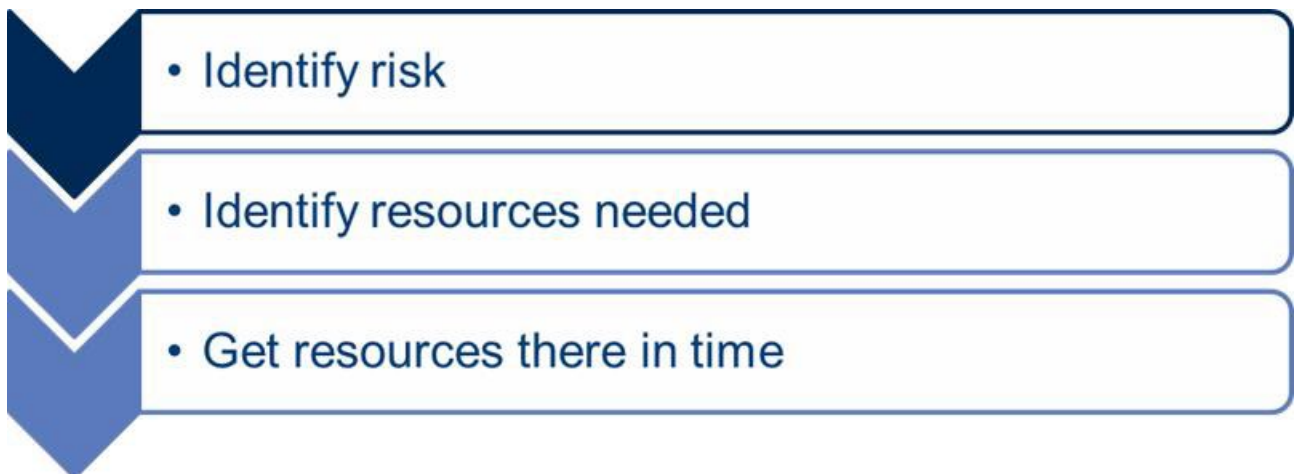 • Identify risk
• Identify resources needed
• Get resources there in time